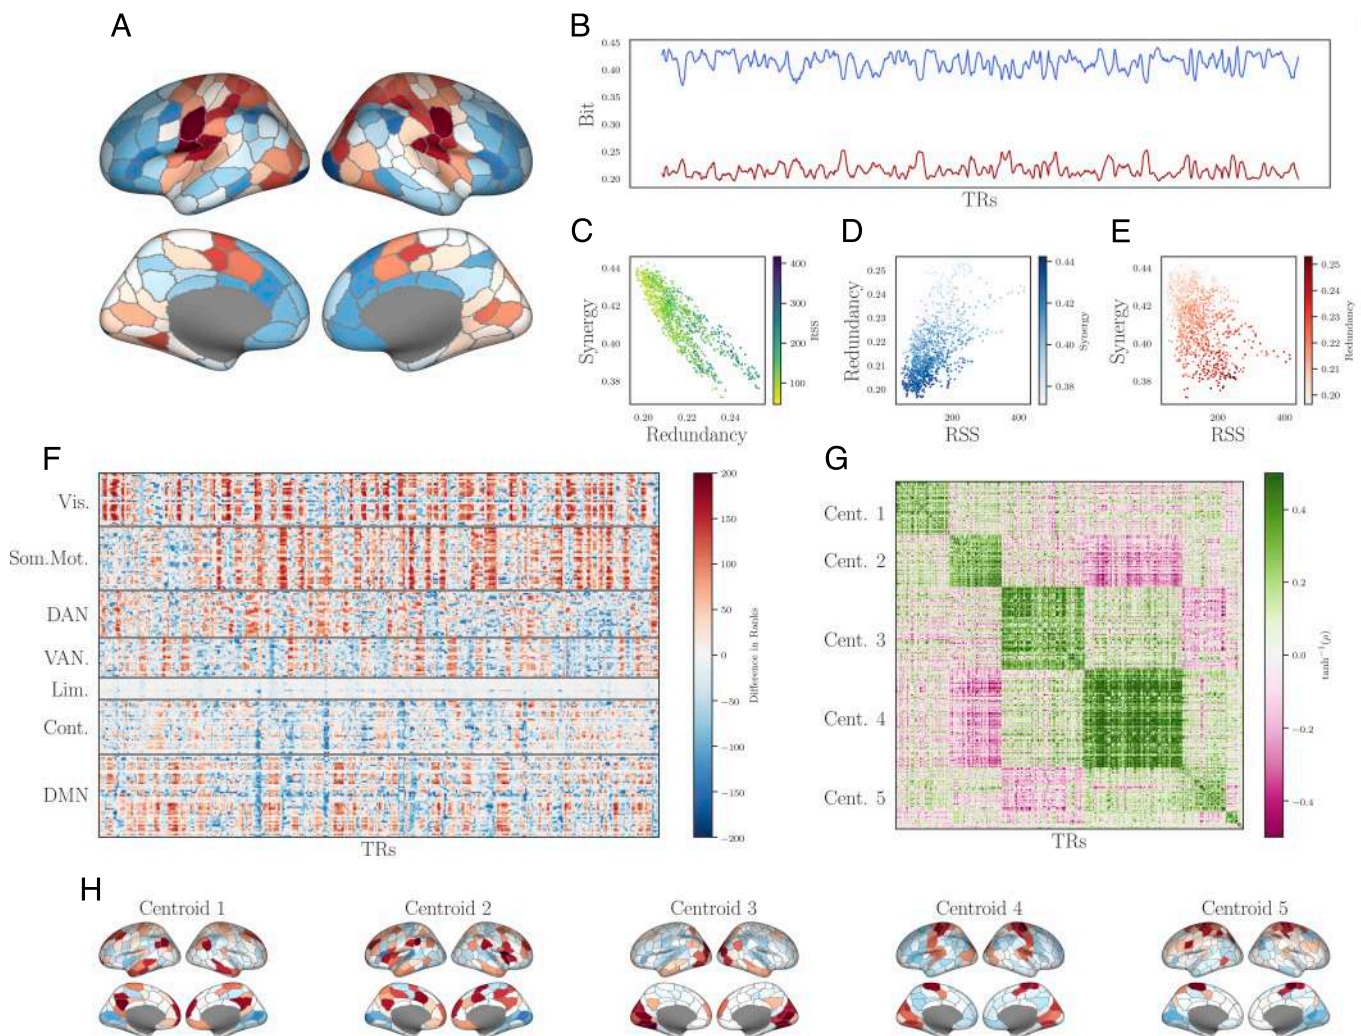 A
B
0.45
0.40
0.35
0.30
0.25
0.20
Bit
TRs
C
0.44
0.42
0.40
0.38
Synergy
0.20
0.22
0.24
Redundancy
400
300
200
100
RSS
D
0.25
0.24
0.23
0.22
0.21
0.20
Redundancy
200
400
RSS
0.44
0.42
0.40
0.38
Synergy
E
0.44
0.42
0.40
0.38
Synergy
200
400
RSS
0.25
0.24
0.23
0.22
0.21
0.20
Redundancy
F
Vis.
Som.Mot.
DAN
VAN.
Lim.
Cont.
DMN
TRs
200
150
100
50
0
−50
−100
−150
−200
Difference in Ranks
G
Cent. 1
Cent. 2
Cent. 3
Cent. 4
Cent. 5
TRs
0.4
0.2
0.0
−0.2
−0.4
tanh⁻¹(ρ)
H
Centroid 1
Centroid 2
Centroid 3
Centroid 4
Centroid 5